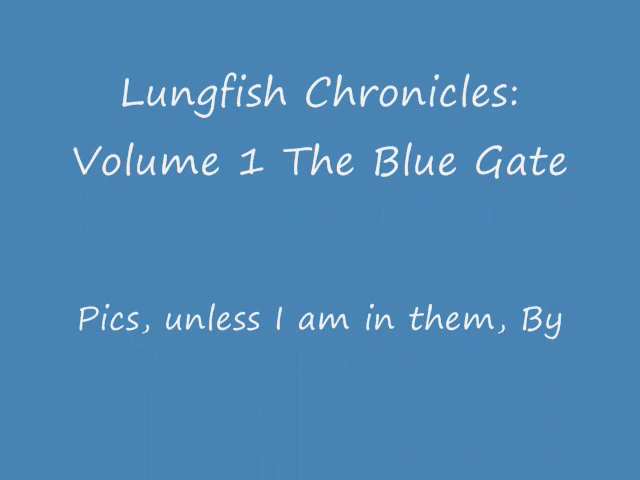 Lungfish Chronicles:
Volume 1 The Blue Gate
Pics, unless I am in them, By